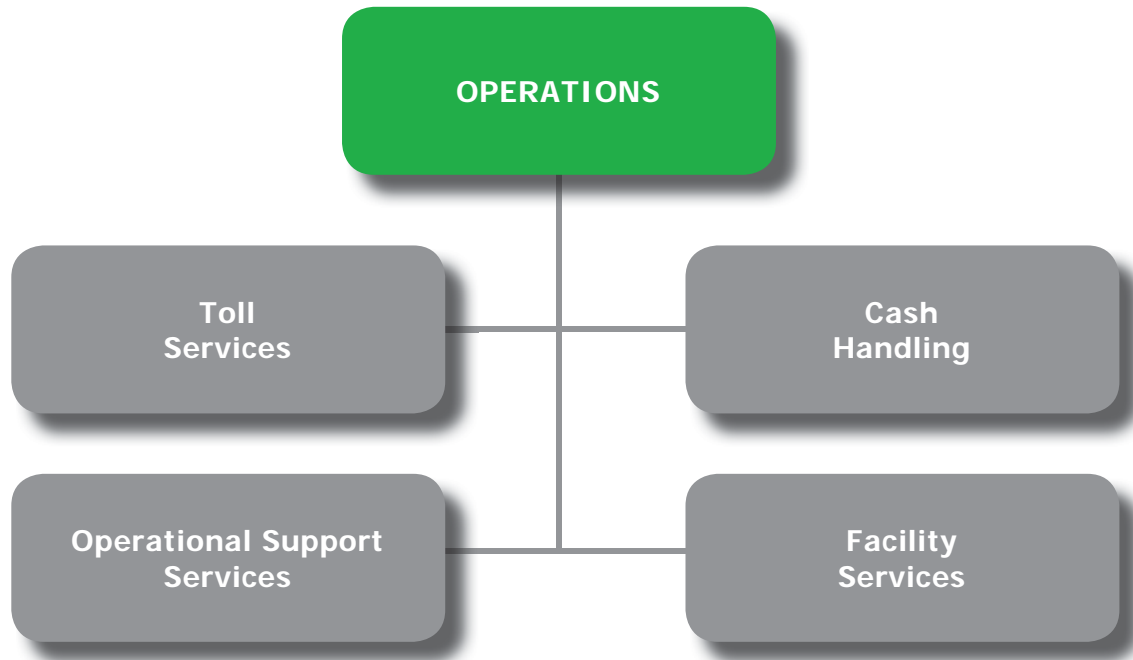 OPERATIONS
Toll
Services
Cash
Handling
Operational Support
Services
Facility
Services